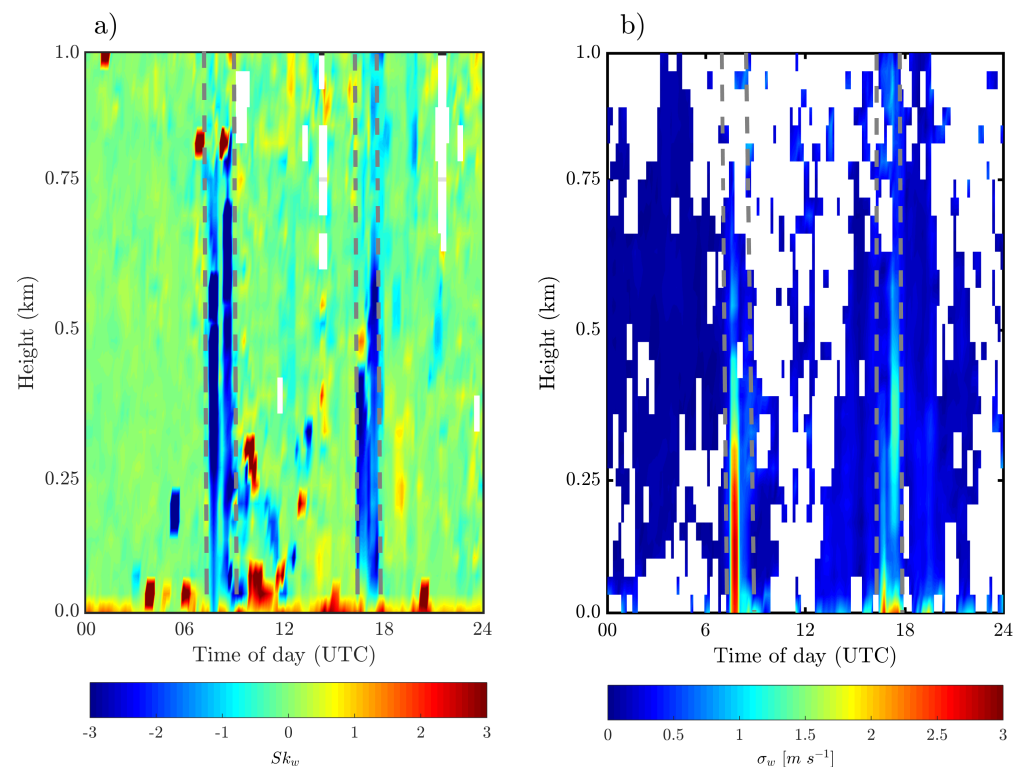 a)
1.0
0.75
0.5
0.25
0.0
Height (km)
00 06 12 18 24
Time of day (UTC)
-3 -2 -1 0 1 2 3
Sk_w
b)
1.0
0.75
0.5
0.25
0.0
Height (km)
00 6 12 18 24
Time of day (UTC)
0 0.5 1 1.5 2 2.5 3
σ_w [m s⁻¹]